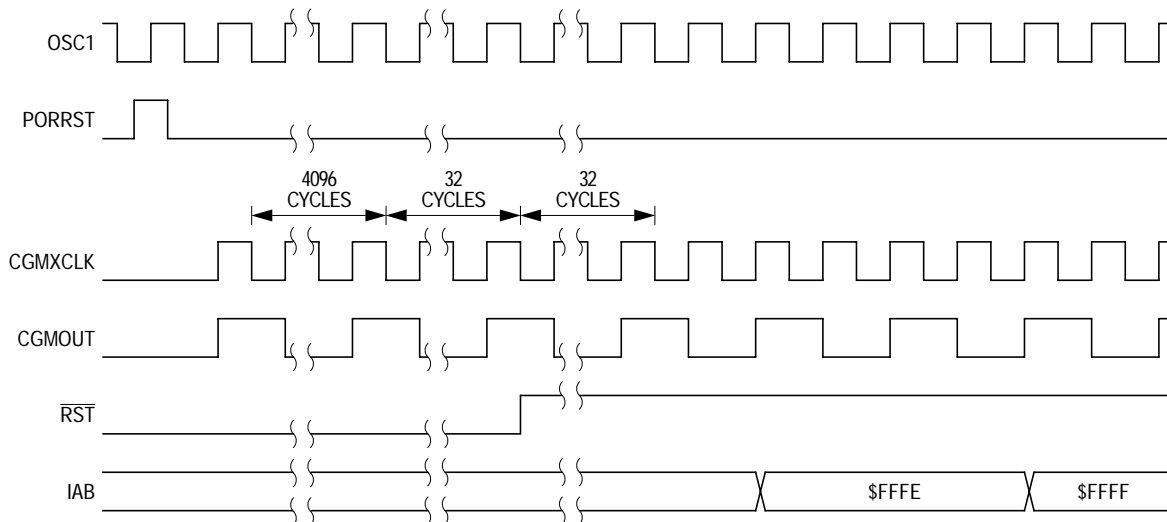 OSC1
PORRST
4096
CYCLES
32
CYCLES
32
CYCLES
CGMXCLK
CGMOUT
RST
IAB
$FFFE
$FFFF